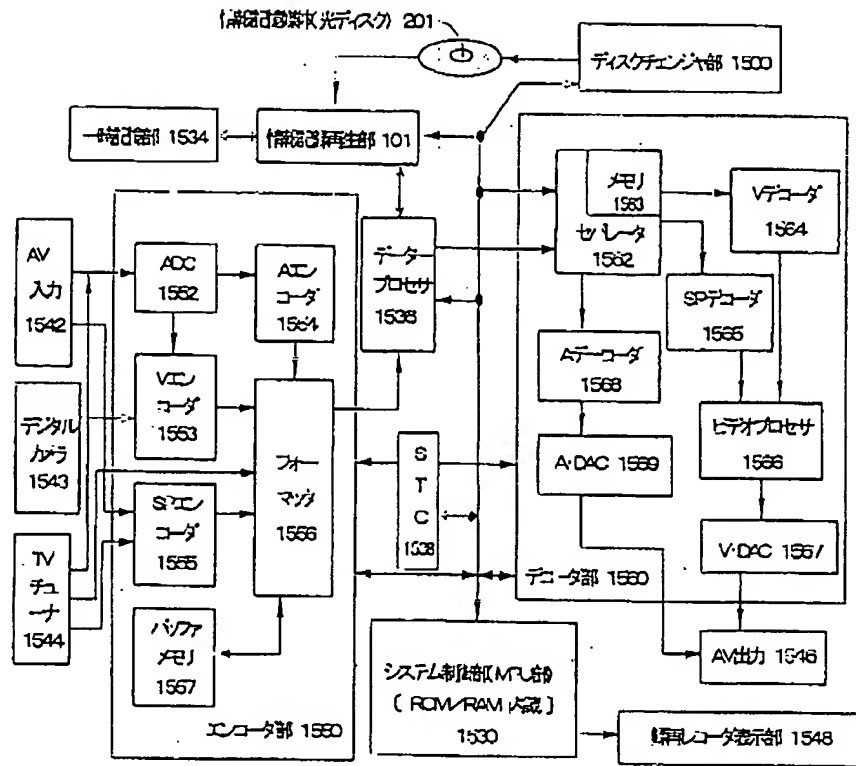 情報記憶媒体(光ディスク) 201
ディスクチェンジャ部 1500
一時記憶部 1534
情報記録再生部 101
メモリ
1563
セパレータ
1562
Vデコーダ
1564
SPデコーダ
1565
AV
入力
1542
ADC
1552
Aエン
コーダ
1554
データー
プロセサ
1536
Aデーコーダ
1568
デジタル
カメラ
1543
Vエン
コーダ
1553
フォー
マッタ
1556
S
T
C
1538
A・DAC 1569
ビデオプロセサ
1566
SPエン
コーダ
1555
V・DAC 1567
TV
チュ
ーナ
1544
バッファ
メモリ
1557
デコーダ部 1560
エンコーダ部 1550
システム制御部(MPU部)
[ ROM/RAM 内蔵 ]
1530
AV出力 1546
録再レコーダ表示部 1548